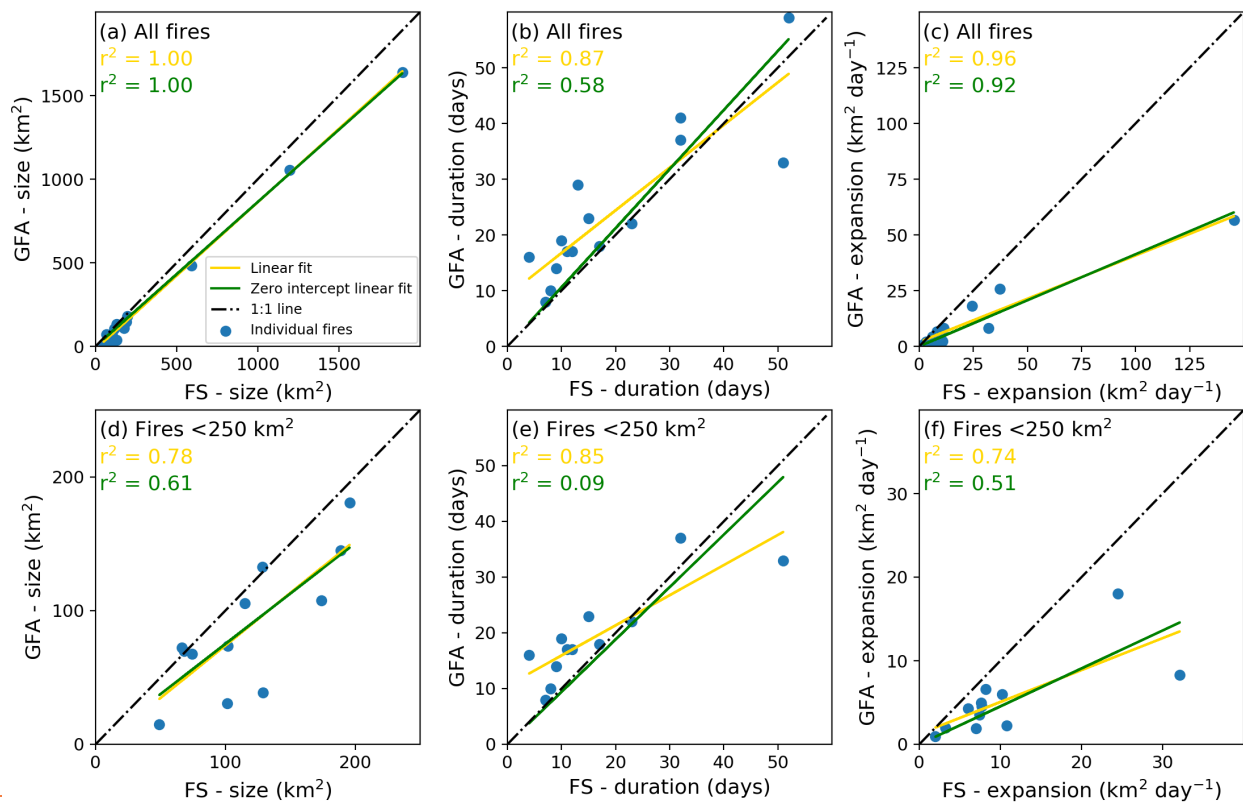 (a) All fires
r² = 1.00
r² = 1.00
GFA - size (km²)
1500
1000
500
0
0
500
1000
1500
FS - size (km²)
Linear fit
Zero intercept linear fit
1:1 line
Individual fires
(b) All fires
r² = 0.87
r² = 0.58
GFA - duration (days)
50
40
30
20
10
0
0
10
20
30
40
50
FS - duration (days)
(c) All fires
r² = 0.96
r² = 0.92
GFA - expansion (km² day⁻¹)
125
100
75
50
25
0
0
25
50
75
100
125
FS - expansion (km² day⁻¹)
(d) Fires <250 km²
r² = 0.78
r² = 0.61
GFA - size (km²)
200
100
0
0
100
200
FS - size (km²)
(e) Fires <250 km²
r² = 0.85
r² = 0.09
GFA - duration (days)
50
40
30
20
10
0
0
10
20
30
40
50
FS - duration (days)
(f) Fires <250 km²
r² = 0.74
r² = 0.51
GFA - expansion (km² day⁻¹)
30
20
10
0
0
10
20
30
FS - expansion (km² day⁻¹)